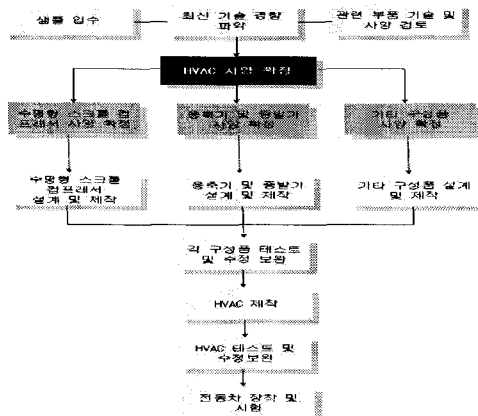 샘플 입수
최신 기술 경향
파악
관련 부품 기술 및
사양 검토
HVAC 사양 확정
수평형 스크롤 컴
프레서 사양 확정
응축기 및 증발기
사양 확정
기타 구성품
사양 확정
수평형 스크롤
컴프레서
설계 및 제작
응축기 및 증발기
설계 및 제작
기타 구성품 설계
및 제작
각 구성품 테스트
및 수정 보완
HVAC 제작
HVAC 테스트 및
수정보완
전동차 장착 및
시험